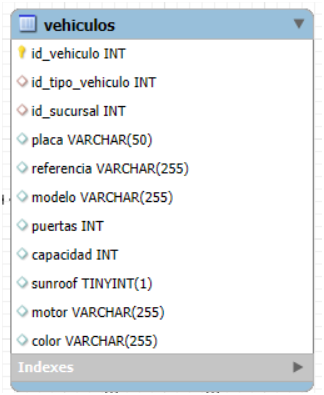 vehiculos
id_vehiculo INT
id_tipo_vehiculo INT
id_sucursal INT
placa VARCHAR(50)
referencia VARCHAR(255)
modelo VARCHAR(255)
puertas INT
capacidad INT
sunroof TINYINT(1)
motor VARCHAR(255)
color VARCHAR(255)
Indexes